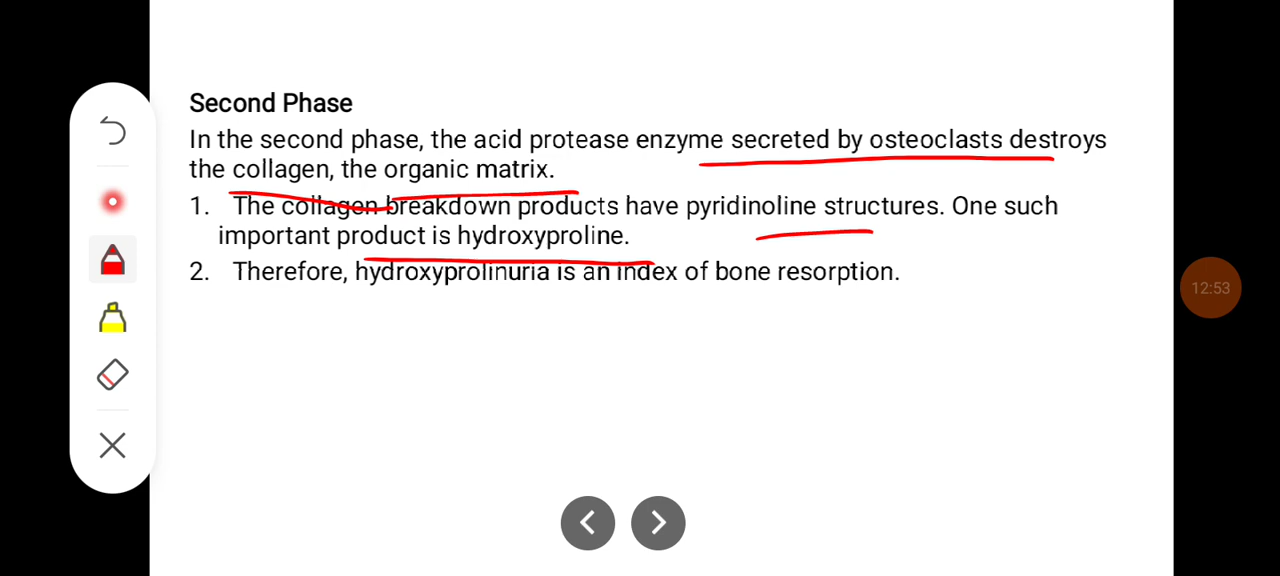 Second Phase
In the second phase, the acid protease enzyme secreted by osteoclasts destroys
the collagen, the organic matrix.
1. The collagen breakdown products have pyridinoline structures. One such
important product is hydroxyproline.
2. Therefore, hydroxyprolinuria is an index of bone resorption.
12:53